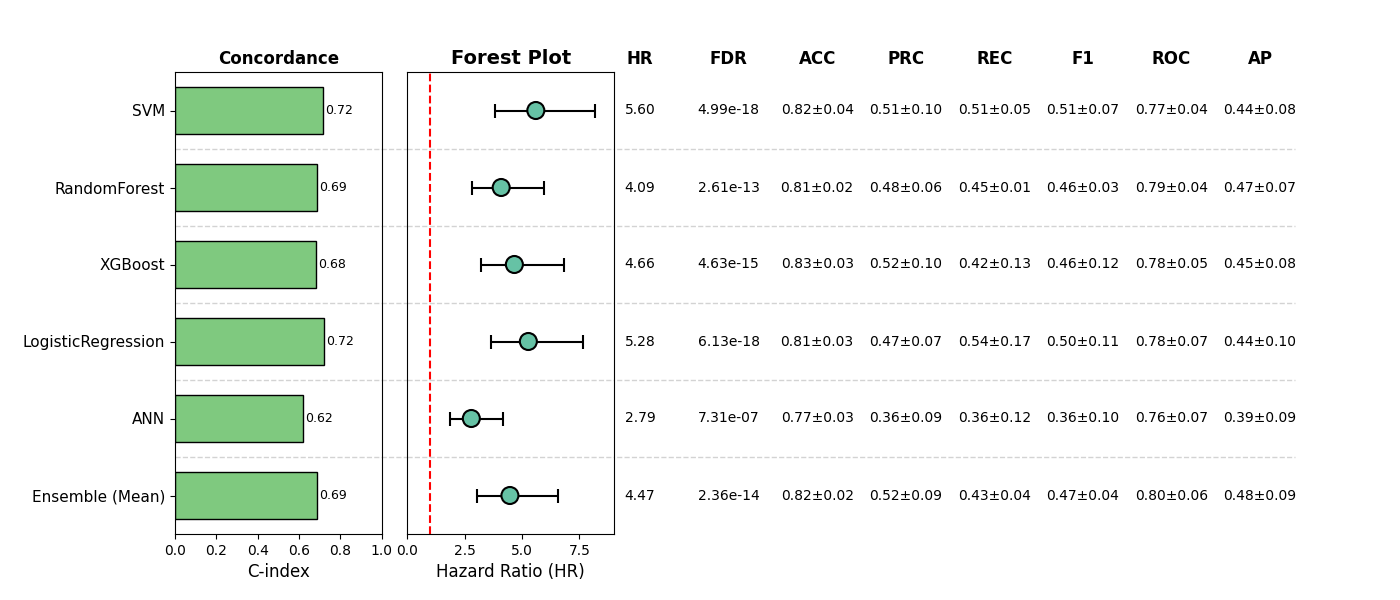 Concordance Forest Plot HR FDR ACC PRC REC F1 ROC AP
SVM 0.72 5.60 4.99e-18 0.82±0.04 0.51±0.10 0.51±0.05 0.51±0.07 0.77±0.04 0.44±0.08
RandomForest 0.69 4.09 2.61e-13 0.81±0.02 0.48±0.06 0.45±0.01 0.46±0.03 0.79±0.04 0.47±0.07
XGBoost 0.68 4.66 4.63e-15 0.83±0.03 0.52±0.10 0.42±0.13 0.46±0.12 0.78±0.05 0.45±0.08
LogisticRegression 0.72 5.28 6.13e-18 0.81±0.03 0.47±0.07 0.54±0.17 0.50±0.11 0.78±0.07 0.44±0.10
ANN 0.62 2.79 7.31e-07 0.77±0.03 0.36±0.09 0.36±0.12 0.36±0.10 0.76±0.07 0.39±0.09
Ensemble (Mean) 0.69 4.47 2.36e-14 0.82±0.02 0.52±0.09 0.43±0.04 0.47±0.04 0.80±0.06 0.48±0.09
0.0 0.2 0.4 0.6 0.8 1.0 0.0 2.5 5.0 7.5
C-index Hazard Ratio (HR)